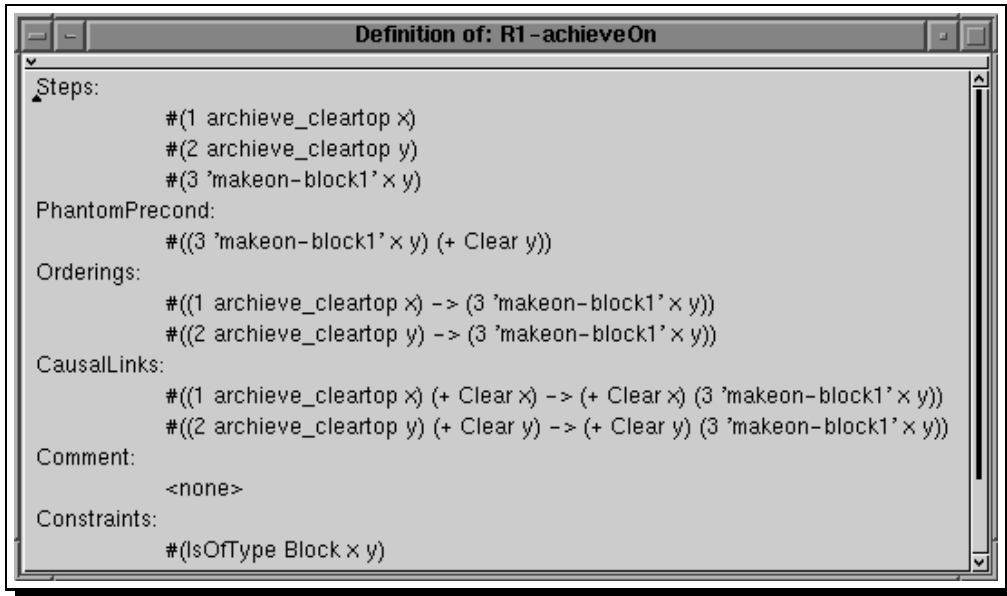 Definition of: R1-achieveOn
Steps:
#(1 archieve_cleartop x)
#(2 archieve_cleartop y)
#(3 'makeon-block1' x y)
PhantomPrecond:
#((3 'makeon-block1' x y) (+ Clear y))
Orderings:
#((1 archieve_cleartop x) -> (3 'makeon-block1' x y))
#((2 archieve_cleartop y) -> (3 'makeon-block1' x y))
CausalLinks:
#((1 archieve_cleartop x) (+ Clear x) -> (+ Clear x) (3 'makeon-block1' x y))
#((2 archieve_cleartop y) (+ Clear y) -> (+ Clear y) (3 'makeon-block1' x y))
Comment:
<none>
Constraints:
#(IsOfType Block x y)